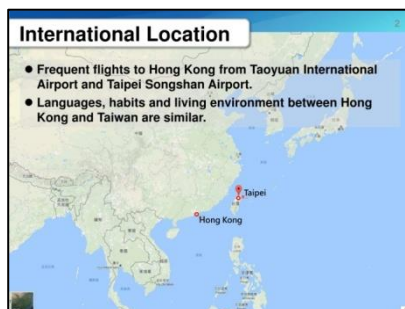 2
International Location
● Frequent flights to Hong Kong from Taoyuan International
Airport and Taipei Songshan Airport.
● Languages, habits and living environment between Hong
Kong and Taiwan are similar.
Taipei
Hong Kong